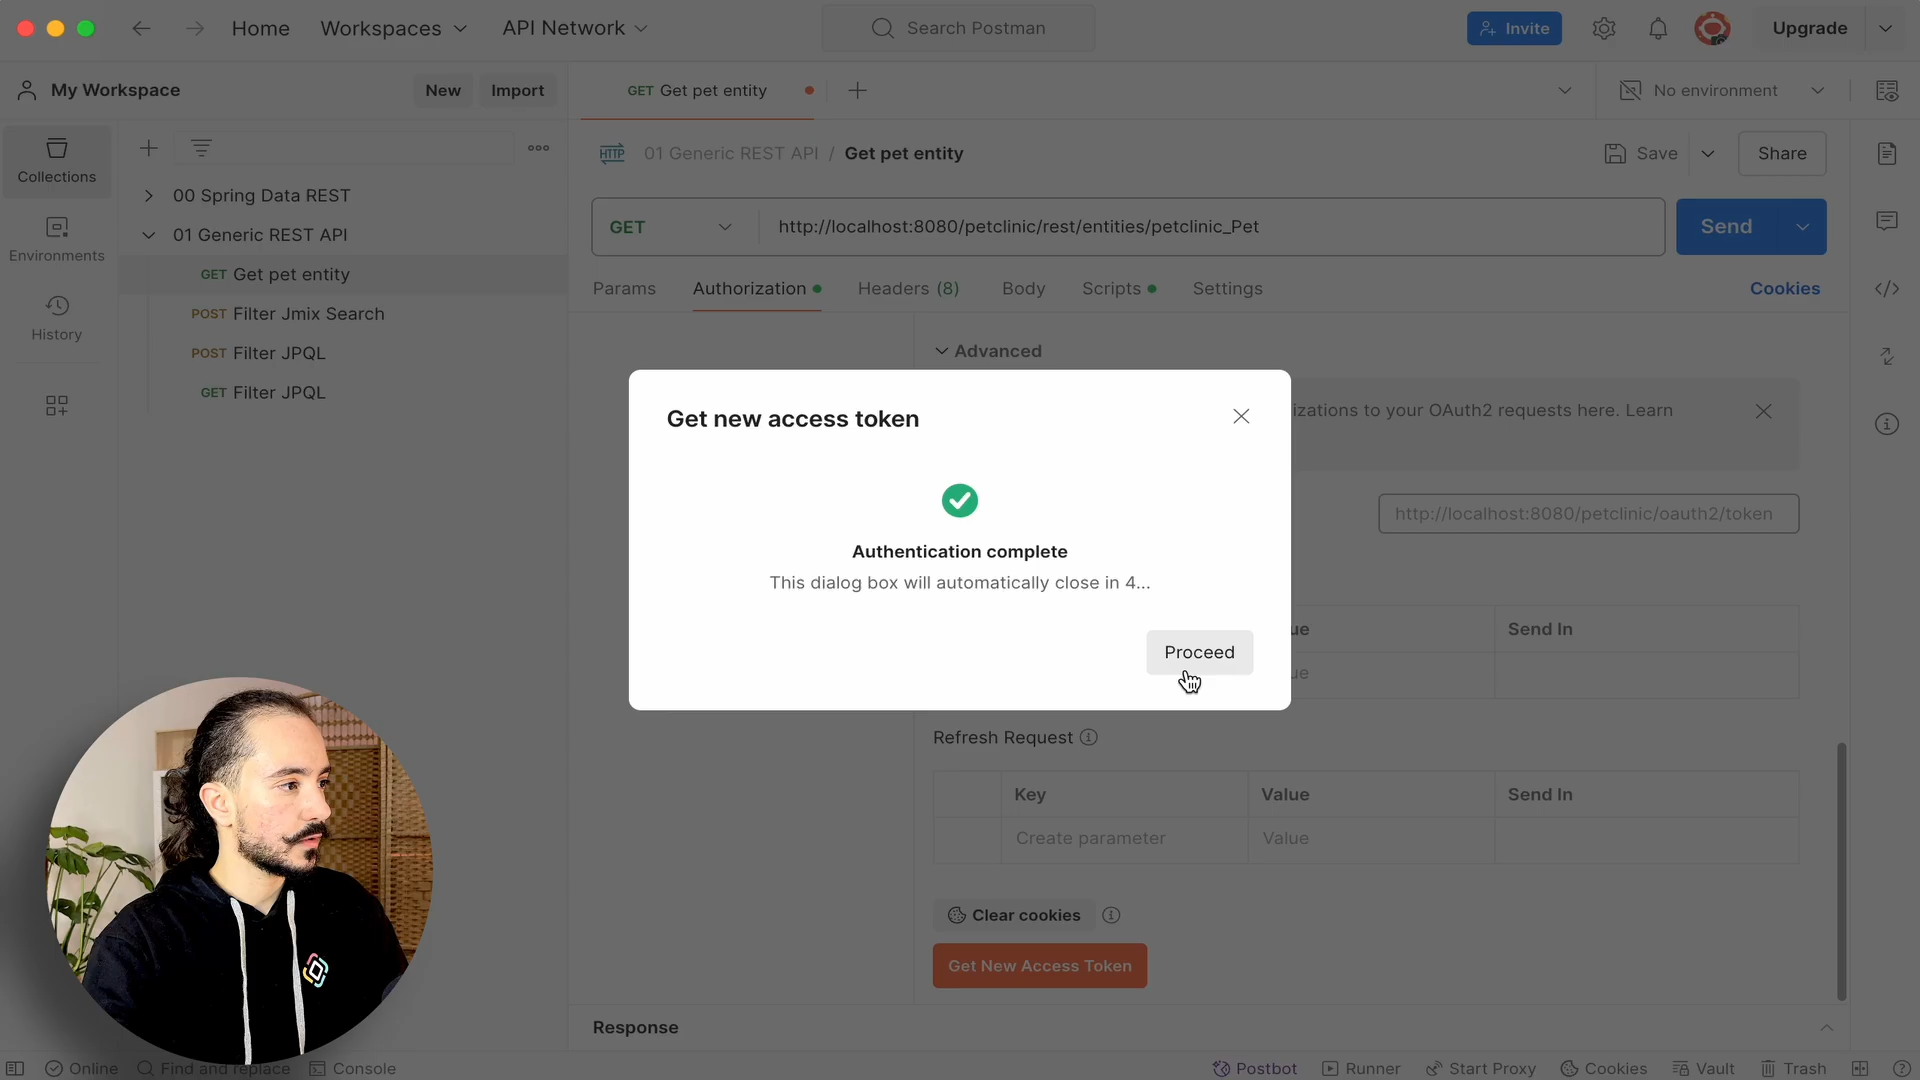 Home
Workspaces
API Network
Search Postman
Invite
Upgrade
My Workspace
New
Import
GET Get pet entity
No environment
Collections
Environments
History
00 Spring Data REST
01 Generic REST API
GET Get pet entity
POST Filter Jmix Search
POST Filter JPQL
GET Filter JPQL
HTTP
01 Generic REST API / Get pet entity
Save
Share
GET
http://localhost:8080/petclinic/rest/entities/petclinic_Pet
Send
Params
Authorization
Headers (8)
Body
Scripts
Settings
Cookies
Advanced
izations to your OAuth2 requests here. Learn
http://localhost:8080/petclinic/oauth2/token
Get new access token
Authentication complete
This dialog box will automatically close in 4...
Proceed
ue
Send In
ue
Refresh Request
Key
Value
Send In
Create parameter
Value
Clear cookies
Get New Access Token
Response
Online
Find and replace
Console
Postbot
Runner
Start Proxy
Cookies
Vault
Trash